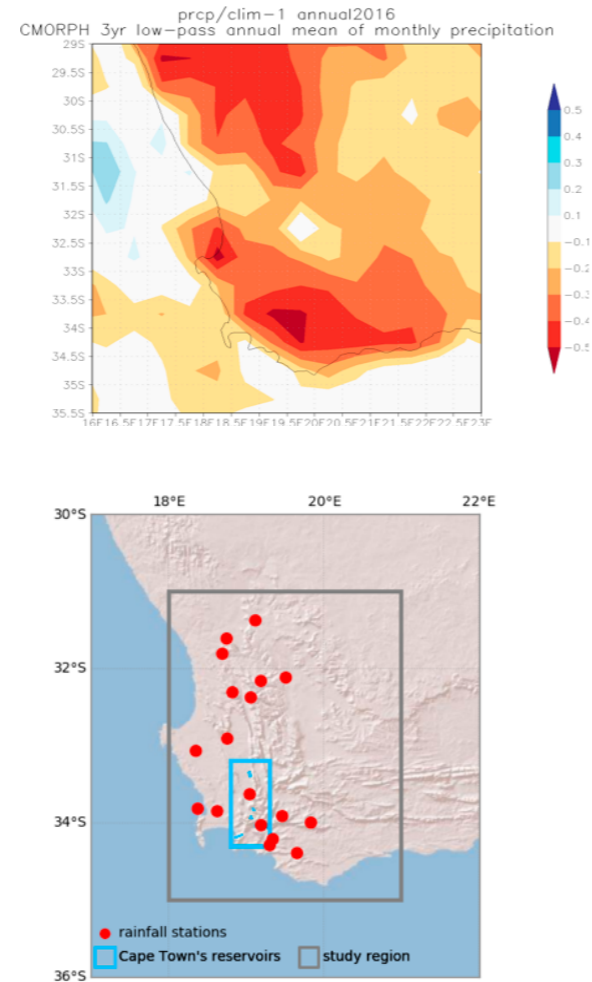 prcp/clim-1 annual2016
CMORPH 3yr low-pass annual mean of monthly precipitation
29S
29.5S
30S
30.5S
31S
31.5S
32S
32.5S
33S
33.5S
34S
34.5S
35S
35.5S
16E16.5E17E17.5E18E18.5E19E19.5E20E20.5E21E21.5E22E22.5E23E
0.5
0.4
0.3
0.2
0.1
-0.1
-0.2
-0.3
-0.4
-0.5
18°E 20°E 22°E
30°S
32°S
34°S
36°S
rainfall stations
Cape Town's reservoirs study region